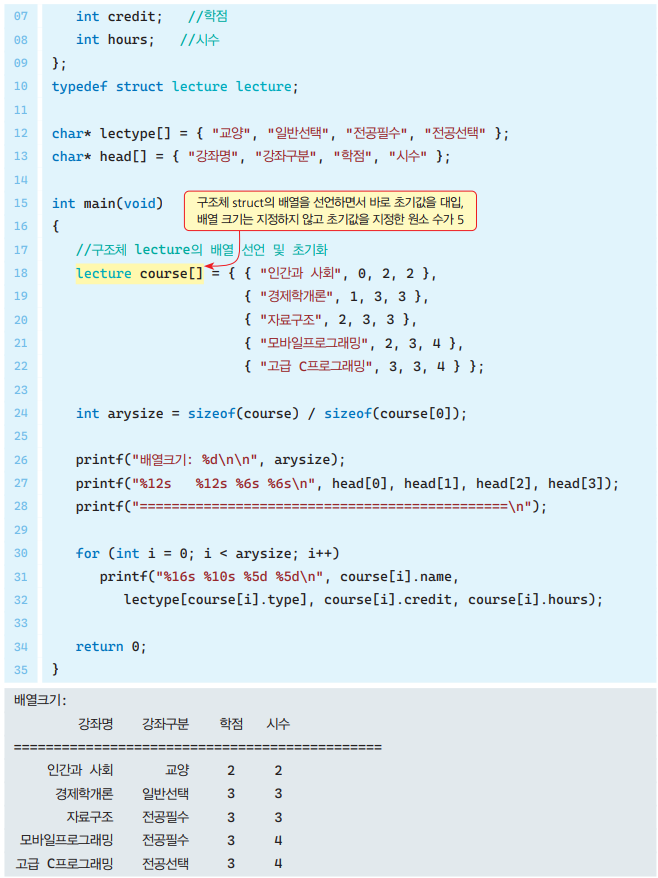 07 int credit; //학점
08 int hours; //시수
09 };
10 typedef struct lecture lecture;
11
12 char* lectype[] = { "교양", "일반선택", "전공필수", "전공선택" };
13 char* head[] = { "강좌명", "강좌구분", "학점", "시수" };
14
15 int main(void)
구조체 struct의 배열을 선언하면서 바로 초기값을 대입,
배열 크기는 지정하지 않고 초기값을 지정한 원소 수가 5
16 {
17 //구조체 lecture의 배열 선언 및 초기화
18 lecture course[] = { { "인간과 사회", 0, 2, 2 },
19 { "경제학개론", 1, 3, 3 },
20 { "자료구조", 2, 3, 3 },
21 { "모바일프로그래밍", 2, 3, 4 },
22 { "고급 C프로그래밍", 3, 3, 4 } };
23
24 int arysize = sizeof(course) / sizeof(course[0]);
25
26 printf("배열크기: %d\n\n", arysize);
27 printf("%12s   %12s %6s %6s\n", head[0], head[1], head[2], head[3]);
28 printf("==============================================\n");
29
30 for (int i = 0; i < arysize; i++)
31 printf("%16s %10s %5d %5d\n", course[i].name,
32 lectype[course[i].type], course[i].credit, course[i].hours);
33
34 return 0;
35 }
배열크기:
강좌명 강좌구분 학점 시수
==============================================
인간과 사회 교양 2 2
경제학개론 일반선택 3 3
자료구조 전공필수 3 3
모바일프로그래밍 전공필수 3 4
고급 C프로그래밍 전공선택 3 4